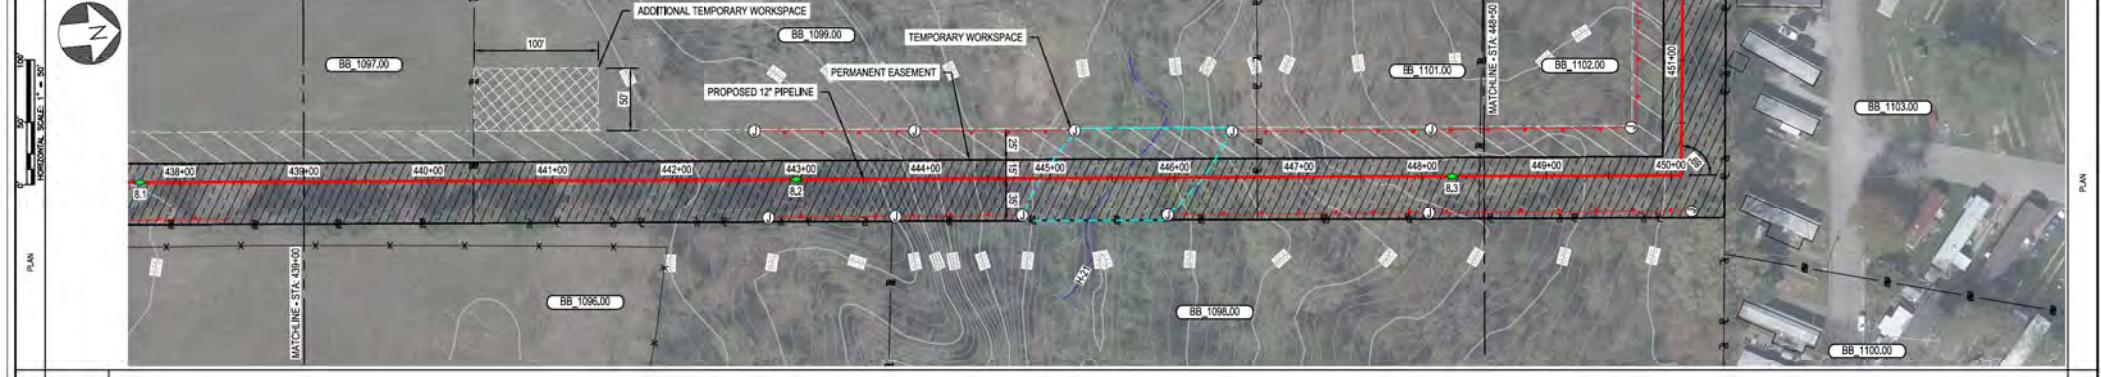 ADDITIONAL TEMPORARY WORKSPACE
100'
50'
N
100'
50'
0'
HORIZONTAL SCALE: 1" = 50'
BB_1097.00
BB_1099.00
TEMPORARY WORKSPACE
PERMANENT EASEMENT
PROPOSED 12" PIPELINE
BB_1101.00
BB_1102.00
BB_1103.00
MATCHLINE - STA: 448+50
451+00
438+00
439+00
440+00
441+00
442+00
443+00
444+00
445+00
446+00
447+00
448+00
449+00
450+00
25'
15'
35'
8.1
8.2
8.3
J
J
J
J
J
J
J
J
J
J
J
J
PLAN
PLAN
MATCHLINE - STA: 439+00
H-21
BB_1096.00
BB_1098.00
BB_1100.00